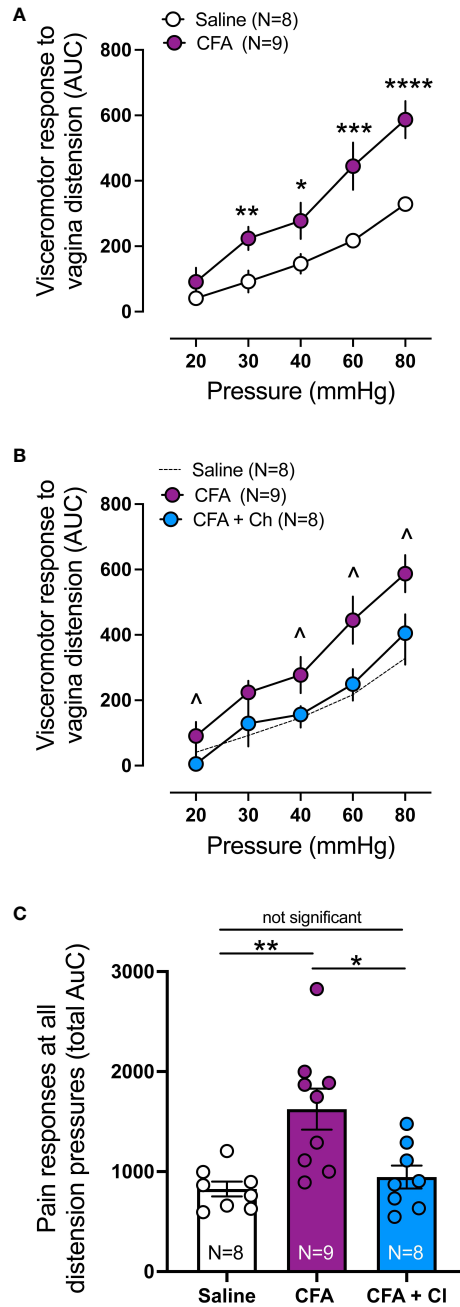 A
Saline (N=8)
CFA (N=9)
Visceromotor response to
vagina distension (AUC)
800
600
400
200
0
**
*
***
****
20 30 40 60 80
Pressure (mmHg)
B
Saline (N=8)
CFA (N=9)
CFA + Ch (N=8)
Visceromotor response to
vagina distension (AUC)
800
600
400
200
0
^ ^ ^ ^
20 30 40 60 80
Pressure (mmHg)
C
not significant
**
*
Pain responses at all
distension pressures (total AuC)
3000
2000
1000
0
N=8 N=9 N=8
Saline CFA CFA + Cl